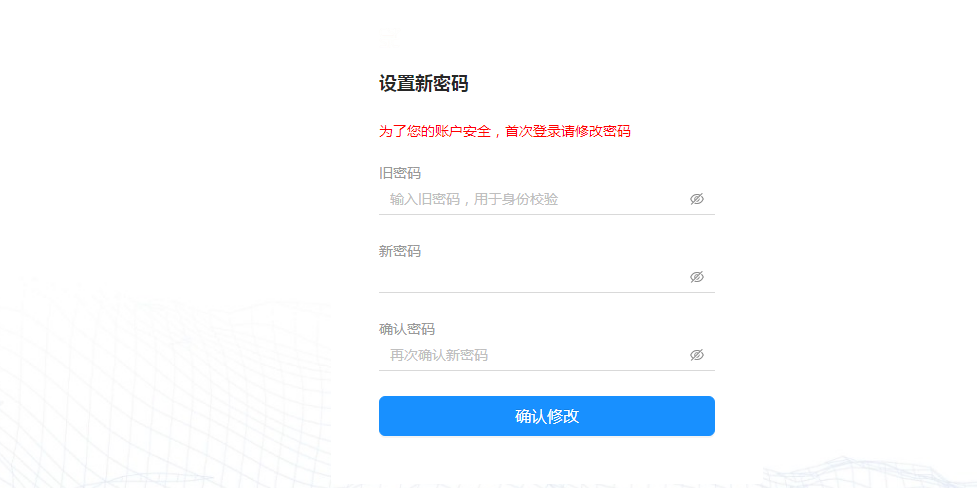 设置新密码
为了您的账户安全，首次登录请修改密码
旧密码
输入旧密码，用于身份校验
新密码
确认密码
再次确认新密码
确认修改